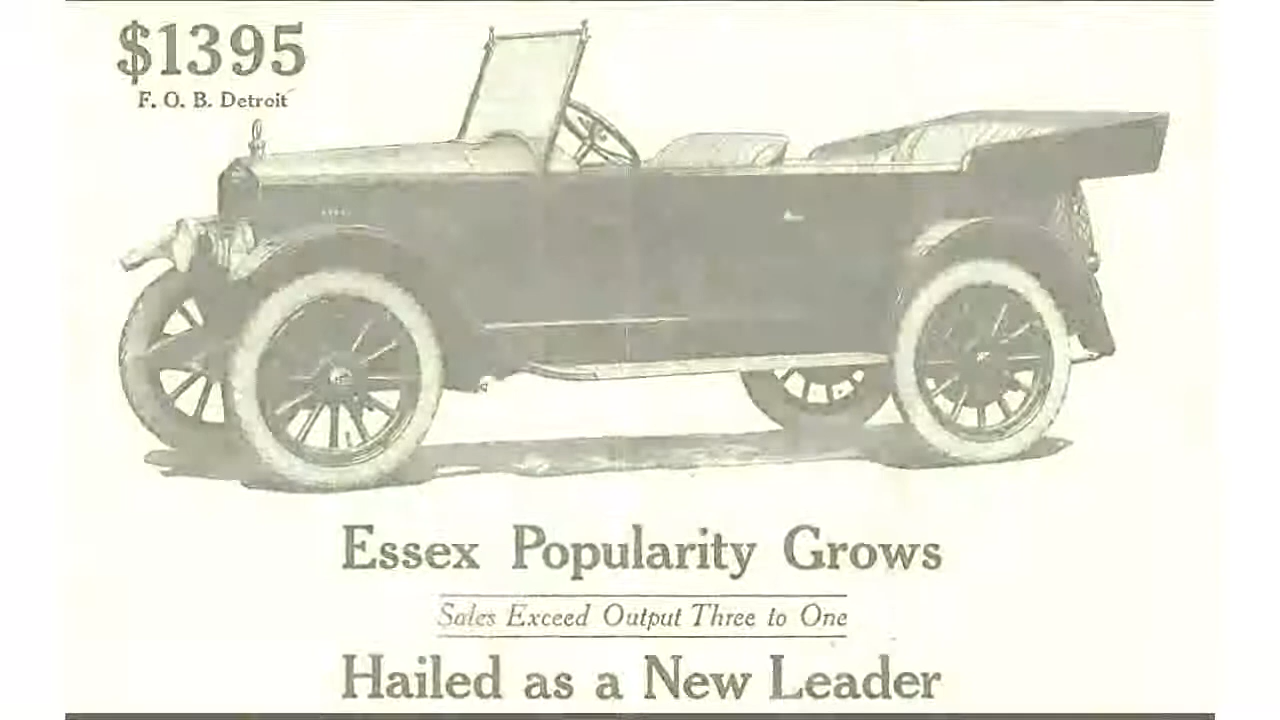 $1395
F. O. B. Detroit
Essex Popularity Grows
Sales Exceed Output Three to One
Hailed as a New Leader